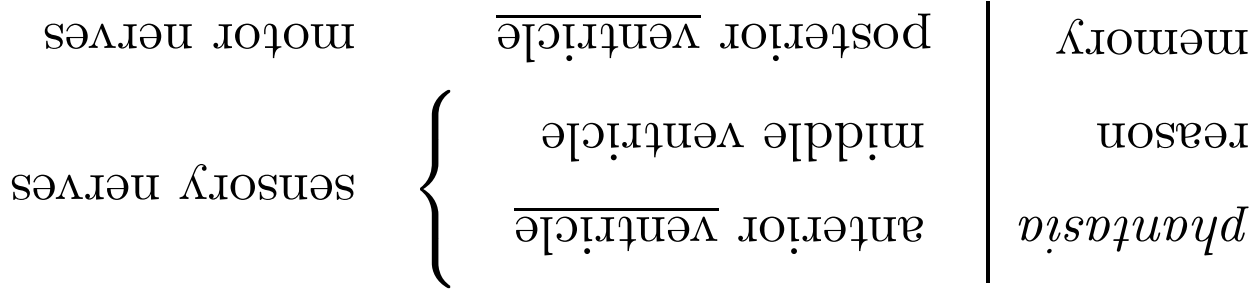 phantasia anterior ventricle
sensory nerves
reason middle ventricle
memory posterior ventricle motor nerves